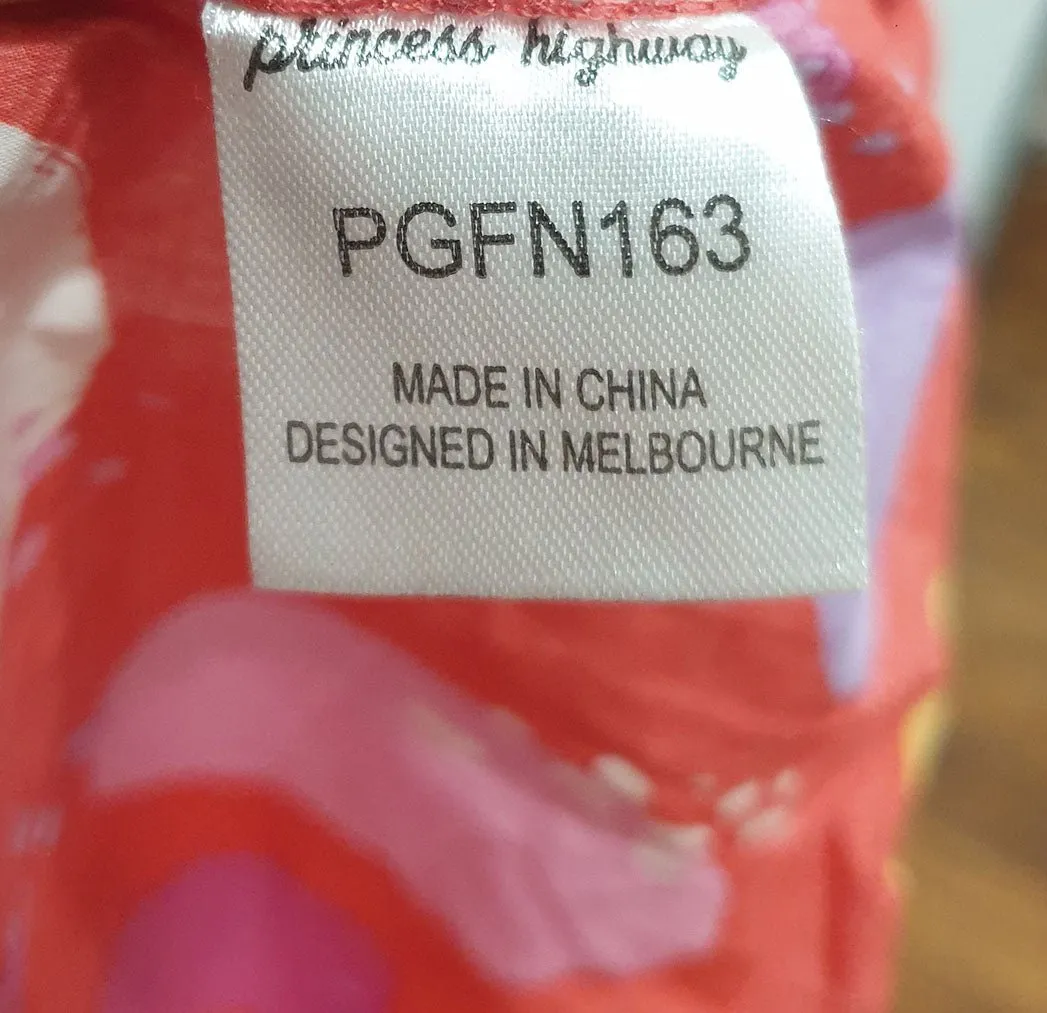 princess highway
PGFN163
MADE IN CHINA
DESIGNED IN MELBOURNE